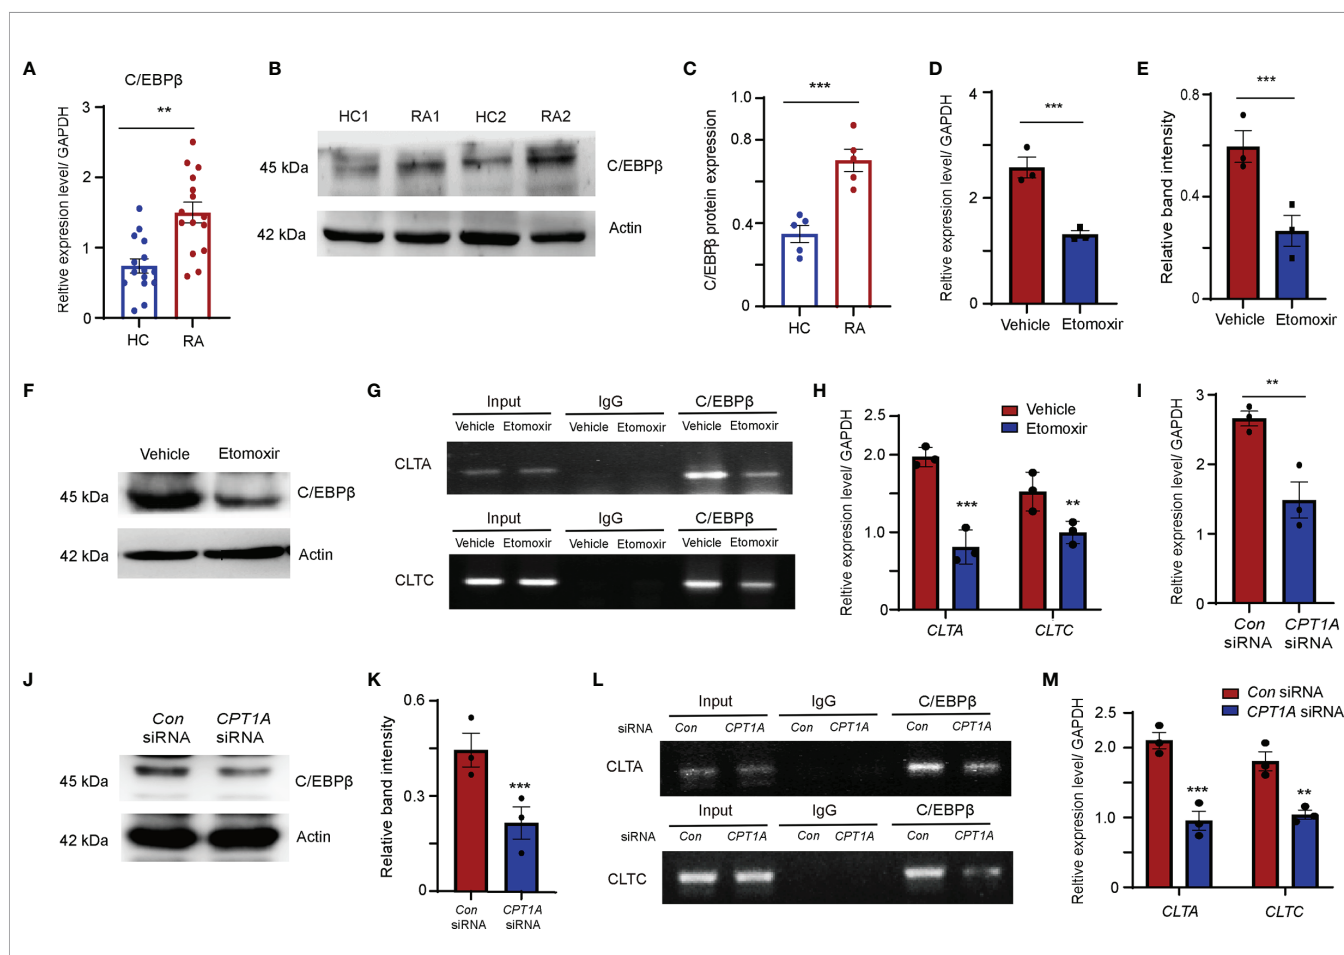 A
C/EBPβ
Reltive expresion level/ GAPDH
3
2
1
0
**
HC
RA
B
HC1 RA1 HC2 RA2
45 kDa
C/EBPβ
42 kDa
Actin
C
C/EBPβ protein expression
1.0
0.8
0.4
0
***
HC
RA
D
Reltive expresion level/ GAPDH
4
2
0
***
Vehicle
Etomoxir
E
Relative band intensity
0.8
0.4
0
***
Vehicle
Etomoxir
F
Vehicle Etomoxir
45 kDa
C/EBPβ
42 kDa
Actin
G
Input IgG C/EBPβ
Vehicle Etomoxir Vehicle Etomoxir Vehicle Etomoxir
CLTA
Input IgG C/EBPβ
Vehicle Etomoxir Vehicle Etomoxir Vehicle Etomoxir
CLTC
H
Reltive expresion level/ GAPDH
2.5
2.0
1.0
0
Vehicle
Etomoxir
***
**
CLTA
CLTC
I
Reltive expresion level/ GAPDH
3
2
1
0
**
Con
siRNA
CPT1A
siRNA
J
Con
siRNA
CPT1A
siRNA
45 kDa
C/EBPβ
42 kDa
Actin
K
Relative band intensity
0.6
0.3
0
***
Con
siRNA
CPT1A
siRNA
L
Input IgG C/EBPβ
siRNA Con CPT1A Con CPT1A Con CPT1A
CLTA
Input IgG C/EBPβ
siRNA Con CPT1A Con CPT1A Con CPT1A
CLTC
M
Reltive expresion level/ GAPDH
2.5
2.0
1.0
0
Con siRNA
CPT1A siRNA
***
**
CLTA
CLTC